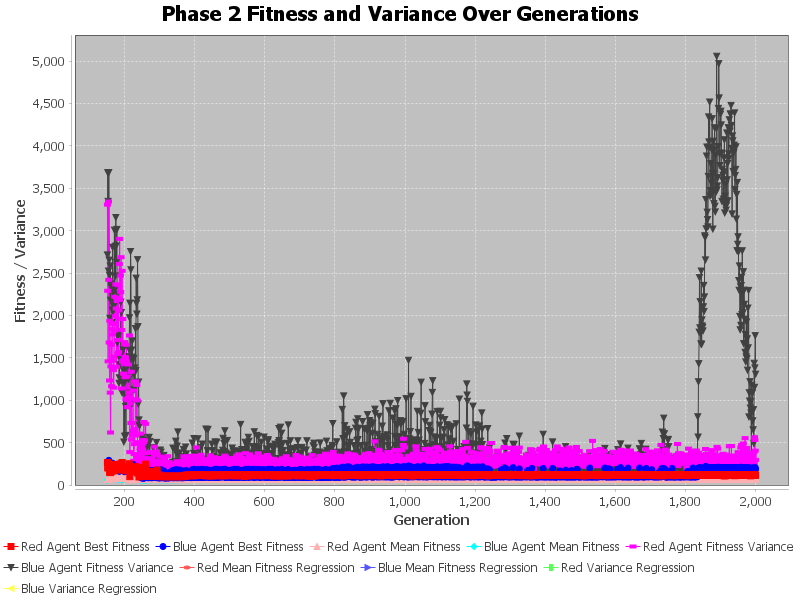 Phase 2 Fitness and Variance Over Generations
5,000
4,500
4,000
3,500
3,000
2,500
2,000
1,500
1,000
500
0
Fitness / Variance
200 400 600 800 1,000 1,200 1,400 1,600 1,800 2,000
Generation
Red Agent Best Fitness Blue Agent Best Fitness Red Agent Mean Fitness Blue Agent Mean Fitness Red Agent Fitness Variance
Blue Agent Fitness Variance Red Mean Fitness Regression Blue Mean Fitness Regression Red Variance Regression
Blue Variance Regression